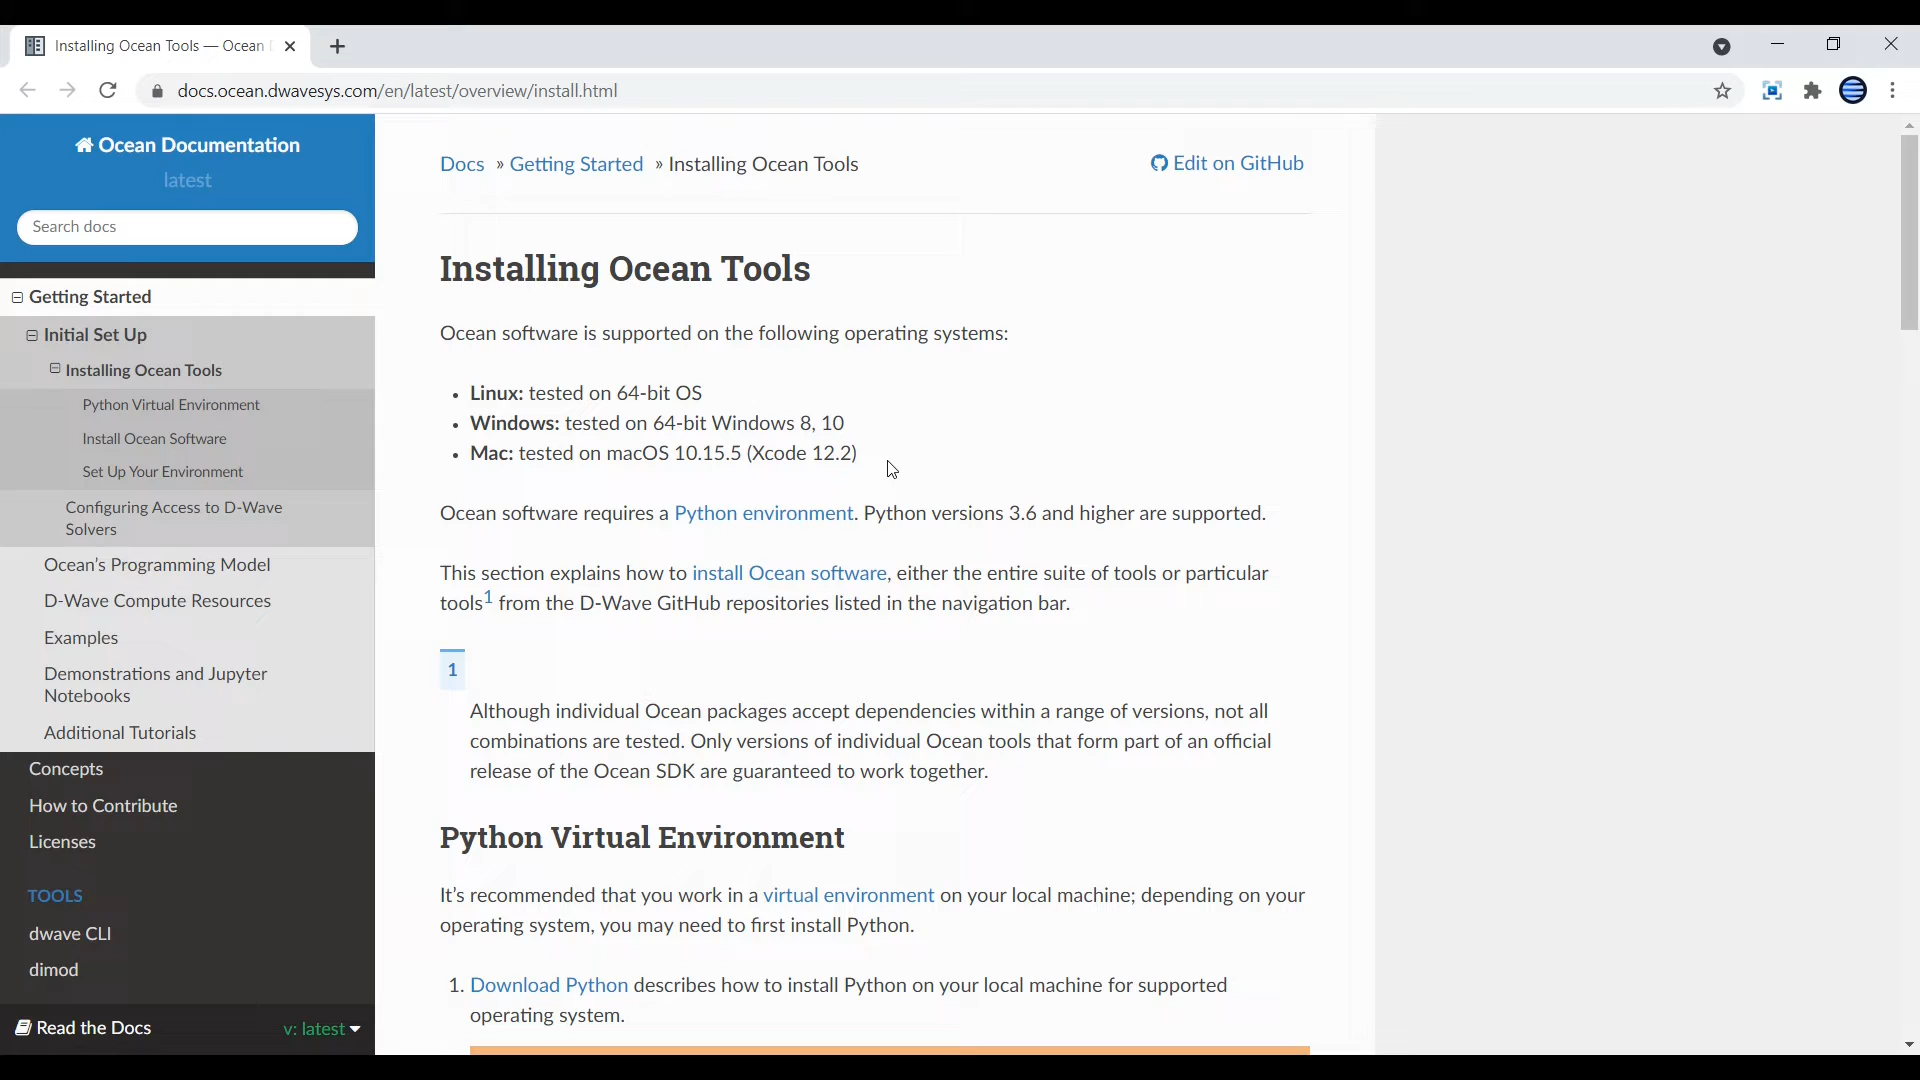 Installing Ocean Tools — Ocean
docs.ocean.dwavesys.com/en/latest/overview/install.html
Ocean Documentation
latest
Search docs
Getting Started
Initial Set Up
Installing Ocean Tools
Python Virtual Environment
Install Ocean Software
Set Up Your Environment
Configuring Access to D-Wave
Solvers
Ocean's Programming Model
D-Wave Compute Resources
Examples
Demonstrations and Jupyter
Notebooks
Additional Tutorials
Concepts
How to Contribute
Licenses
TOOLS
dwave CLI
dimod
Read the Docs
v: latest
Docs » Getting Started » Installing Ocean Tools
Edit on GitHub
Installing Ocean Tools
Ocean software is supported on the following operating systems:
• Linux: tested on 64-bit OS
• Windows: tested on 64-bit Windows 8, 10
• Mac: tested on macOS 10.15.5 (Xcode 12.2)
Ocean software requires a Python environment. Python versions 3.6 and higher are supported.
This section explains how to install Ocean software, either the entire suite of tools or particular
tools1 from the D-Wave GitHub repositories listed in the navigation bar.
1
Although individual Ocean packages accept dependencies within a range of versions, not all
combinations are tested. Only versions of individual Ocean tools that form part of an official
release of the Ocean SDK are guaranteed to work together.
Python Virtual Environment
It's recommended that you work in a virtual environment on your local machine; depending on your
operating system, you may need to first install Python.
1. Download Python describes how to install Python on your local machine for supported
operating system.